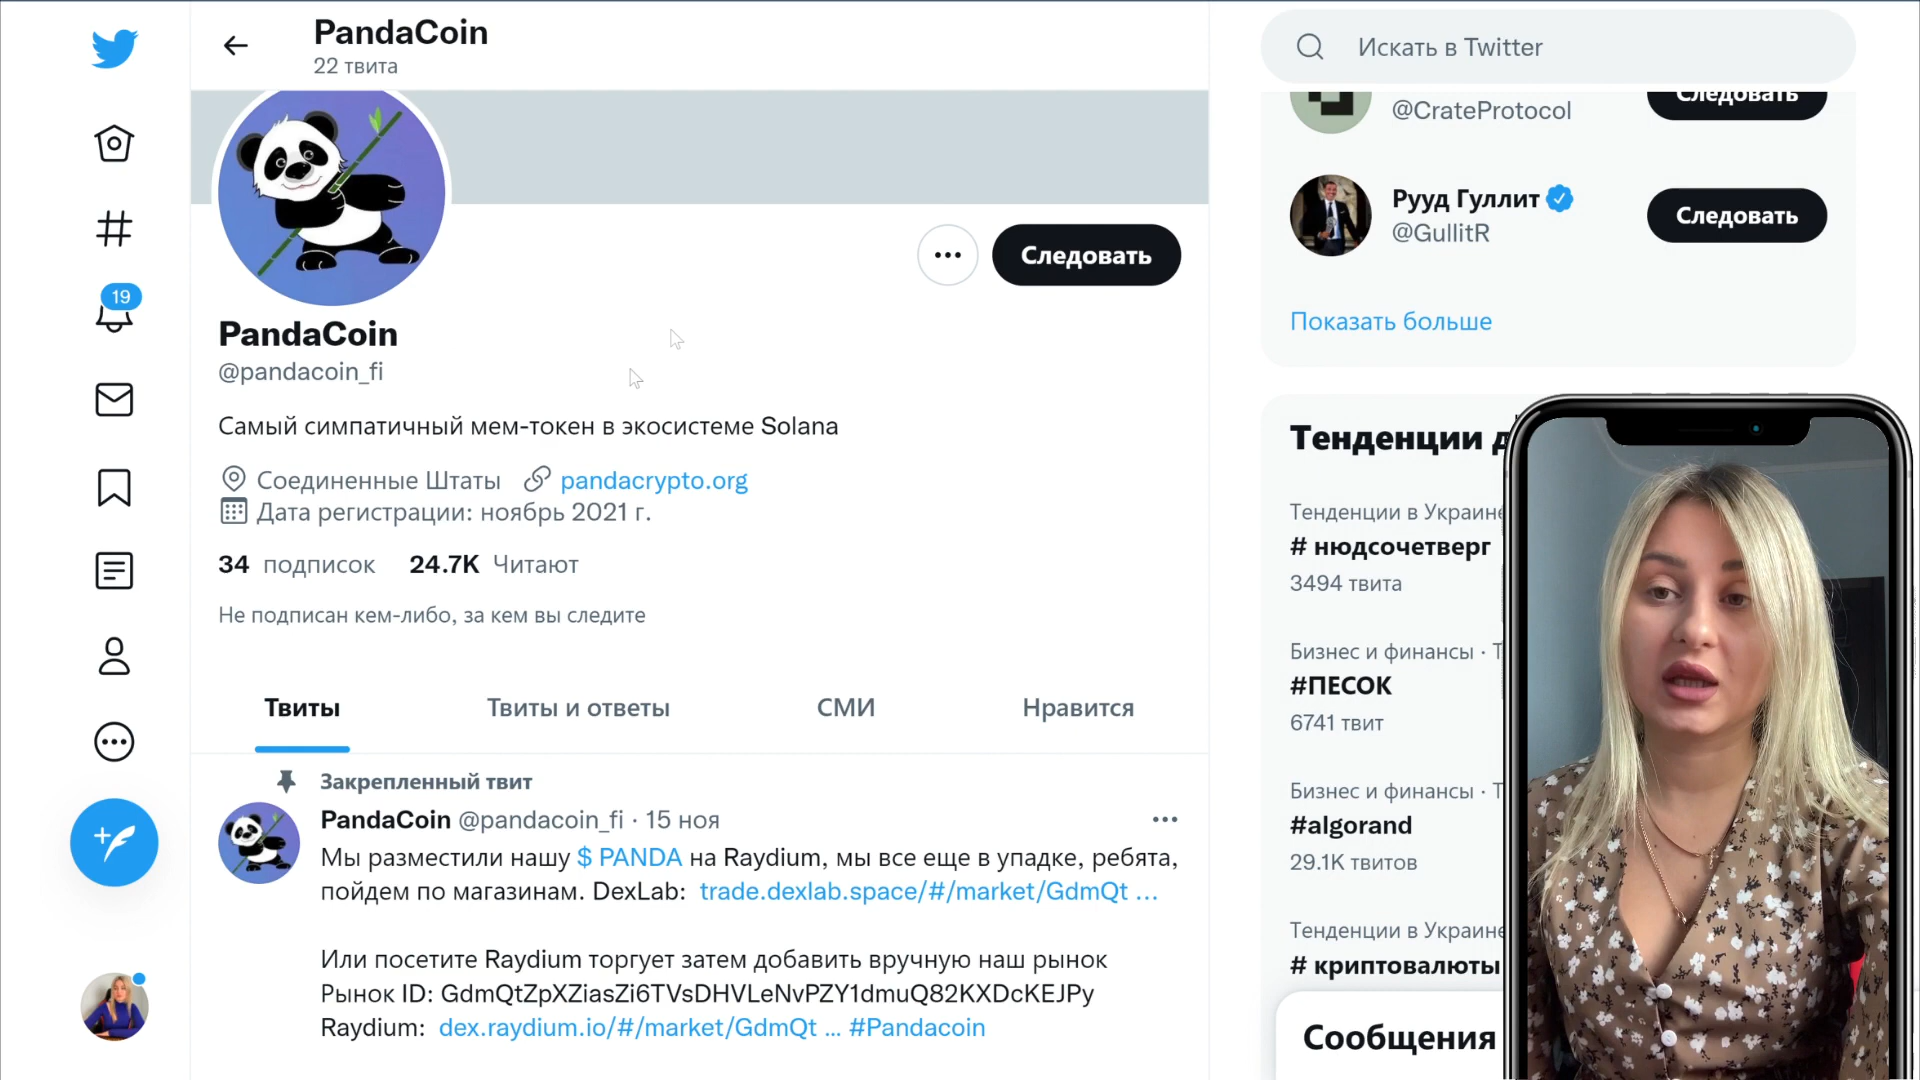 PandaCoin
22 твита
Искать в Twitter
@CrateProtocol
Следовать
Рууд Гуллит
@GullitR
Следовать
Показать больше
19
Следовать
PandaCoin
@pandacoin_fi
Самый симпатичный мем-токен в экосистеме Solana
Соединенные Штаты pandacrypto.org
Дата регистрации: ноябрь 2021 г.
34 подписок 24.7K Читают
Не подписан кем-либо, за кем вы следите
Твиты Твиты и ответы СМИ Нравится
Закрепленный твит
PandaCoin @pandacoin_fi · 15 ноя
Мы разместили нашу $ PANDA на Raydium, мы все еще в упадке, ребята,
пойдем по магазинам. DexLab: trade.dexlab.space/#/market/GdmQt ...
Или посетите Raydium торгует затем добавить вручную наш рынок
Рынок ID: GdmQtZpXZiasZi6TVsDHVLeNvPZY1dmuQ82KXDcKEJPy
Raydium: dex.raydium.io/#/market/GdmQt ... #Pandacoin
Тенденции
Тенденции в Украине
# нюдсочетверг
3494 твита
Бизнес и финансы ·
#ПЕСОК
6741 твит
Бизнес и финансы ·
#algorand
29.1K твитов
Тенденции в Украине
# криптовалюты
Сообщения